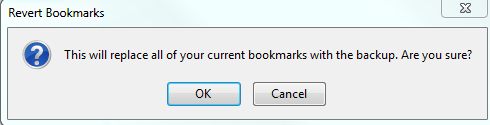 Revert Bookmarks
This will replace all of your current bookmarks with the backup. Are you sure?
OK
Cancel